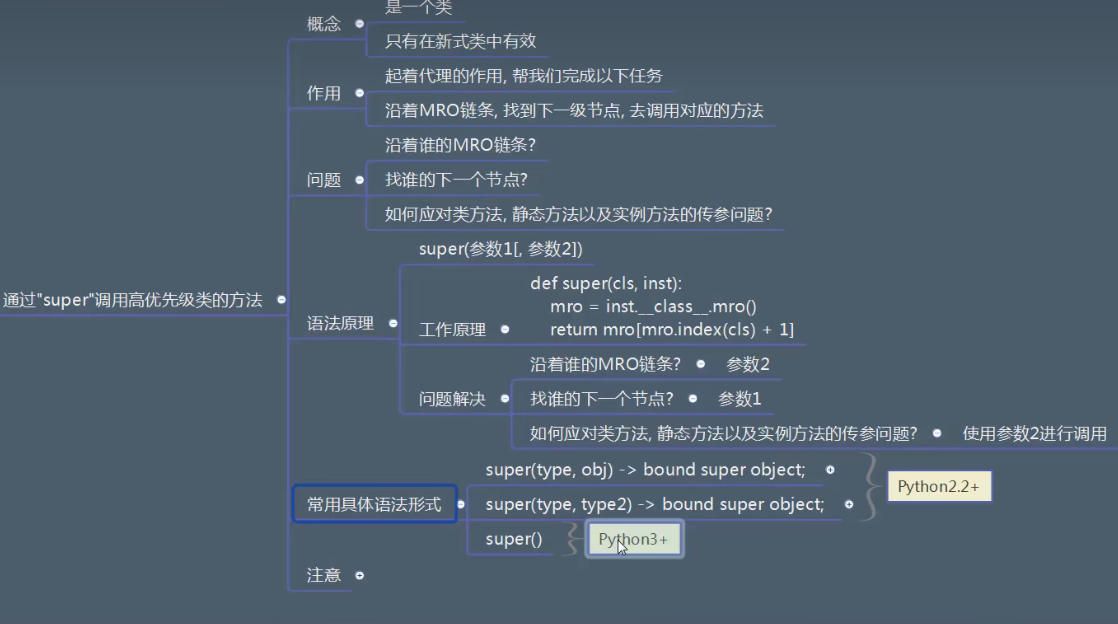 通过"super"调用高优先级类的方法
概念
是一个类
只有在新式类中有效
作用
起着代理的作用, 帮我们完成以下任务
沿着MRO链条, 找到下一级节点, 去调用对应的方法
问题
沿着谁的MRO链条?
找谁的下一个节点?
如何应对类方法, 静态方法以及实例方法的传参问题?
语法原理
super(参数1[, 参数2])
工作原理
def super(cls, inst):
mro = inst.__class__.mro()
return mro[mro.index(cls) + 1]
问题解决
沿着谁的MRO链条? 参数2
找谁的下一个节点? 参数1
如何应对类方法, 静态方法以及实例方法的传参问题? 使用参数2进行调用
常用具体语法形式
super(type, obj) -> bound super object;
super(type, type2) -> bound super object;
Python2.2+
super()
Python3+
注意